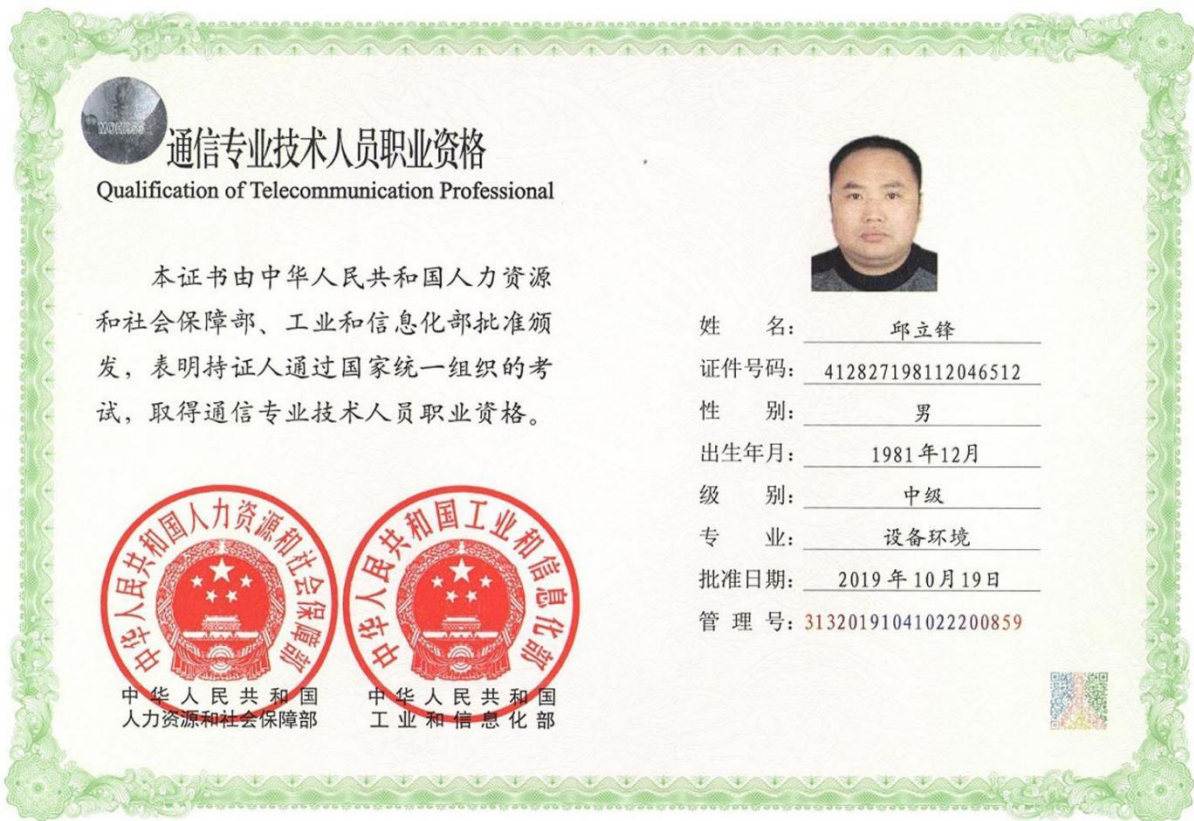 MOHRSS
通信专业技术人员职业资格
Qualification of Telecommunication Professional
本证书由中华人民共和国人力资源
和社会保障部、工业和信息化部批准颁
发，表明持证人通过国家统一组织的考
试，取得通信专业技术人员职业资格。
中华人民共和国人力资源和社会保障部
中华人民共和国工业和信息化部
中华人民共和国
人力资源和社会保障部
中华人民共和国
工业和信息化部
姓 名： 邱立锋
证件号码： 412827198112046512
性 别： 男
出生年月： 1981年12月
级 别： 中级
专 业： 设备环境
批准日期： 2019年10月19日
管 理 号： 31320191041022200859